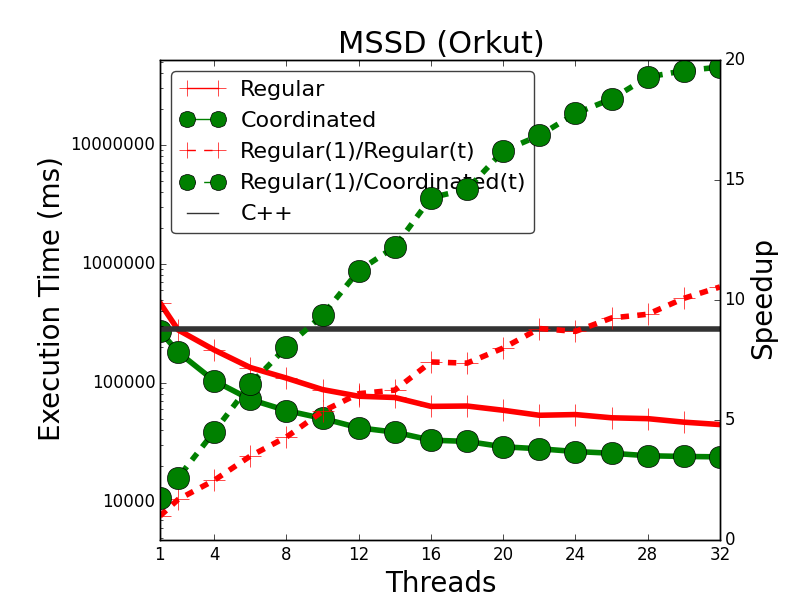 MSSD (Orkut)
Regular
Coordinated
Regular(1)/Regular(t)
Regular(1)/Coordinated(t)
C++
Execution Time (ms)
10000000
1000000
100000
10000
Speedup
20
15
10
5
0
1 4 8 12 16 20 24 28 32
Threads